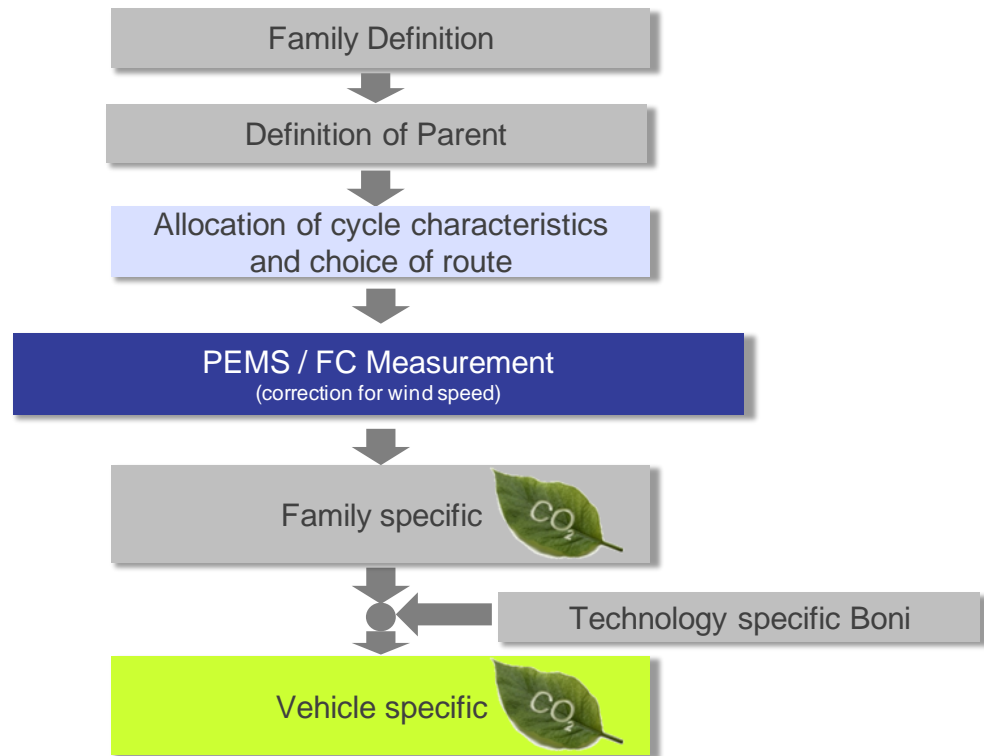 Family Definition
Definition of Parent
Allocation of cycle characteristics
and choice of route
PEMS / FC Measurement
(correction for wind speed)
Family specific
CO2
Technology specific Boni
Vehicle specific
CO2